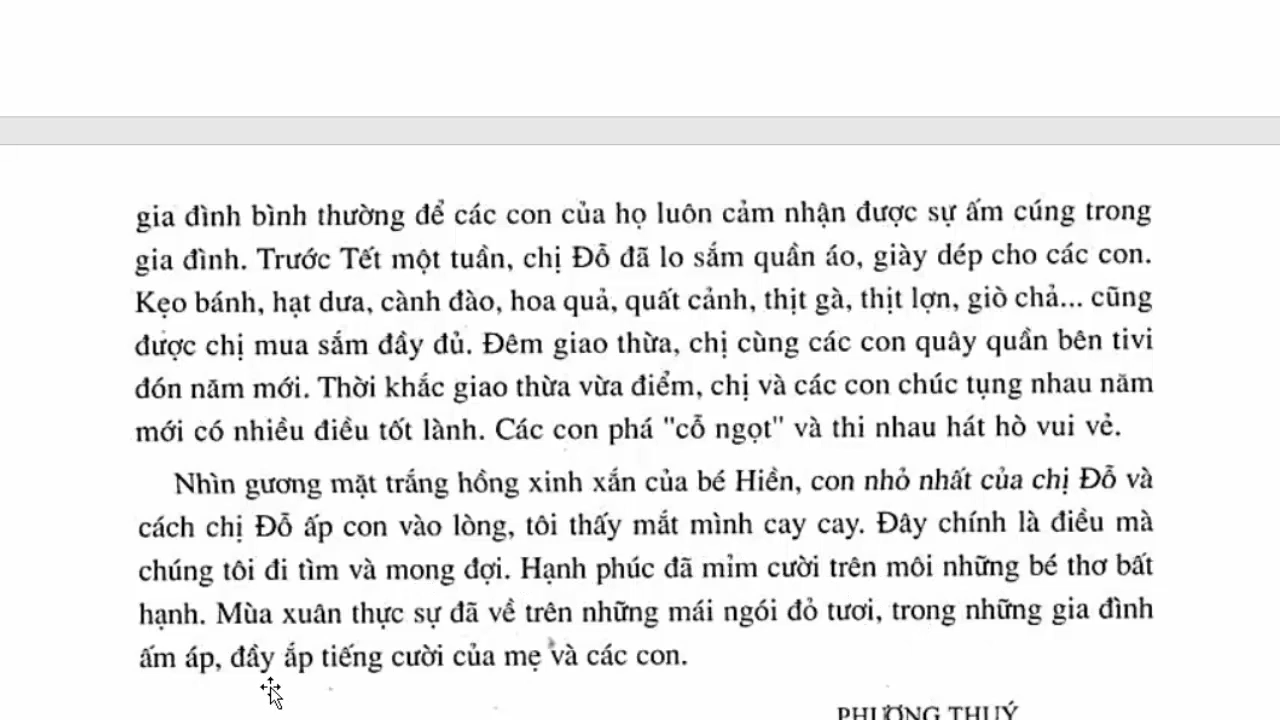 gia đình bình thường để các con của họ luôn cảm nhận được sự ấm cúng trong
gia đình. Trước Tết một tuần, chị Đỗ đã lo sắm quần áo, giày dép cho các con.
Kẹo bánh, hạt dưa, cành đào, hoa quả, quất cảnh, thịt gà, thịt lợn, giò chả... cũng
được chị mua sắm đầy đủ. Đêm giao thừa, chị cùng các con quây quần bên tivi
đón năm mới. Thời khắc giao thừa vừa điểm, chị và các con chúc tụng nhau năm
mới có nhiều điều tốt lành. Các con phá "cỗ ngọt" và thi nhau hát hò vui vẻ.
Nhìn gương mặt trắng hồng xinh xắn của bé Hiền, con nhỏ nhất của chị Đỗ và
cách chị Đỗ ấp con vào lòng, tôi thấy mắt mình cay cay. Đây chính là điều mà
chúng tôi đi tìm và mong đợi. Hạnh phúc đã mỉm cười trên môi những bé thơ bất
hạnh. Mùa xuân thực sự đã về trên những mái ngói đỏ tươi, trong những gia đình
ấm áp, đầy ắp tiếng cười của mẹ và các con.
PHƯƠNG THUÝ